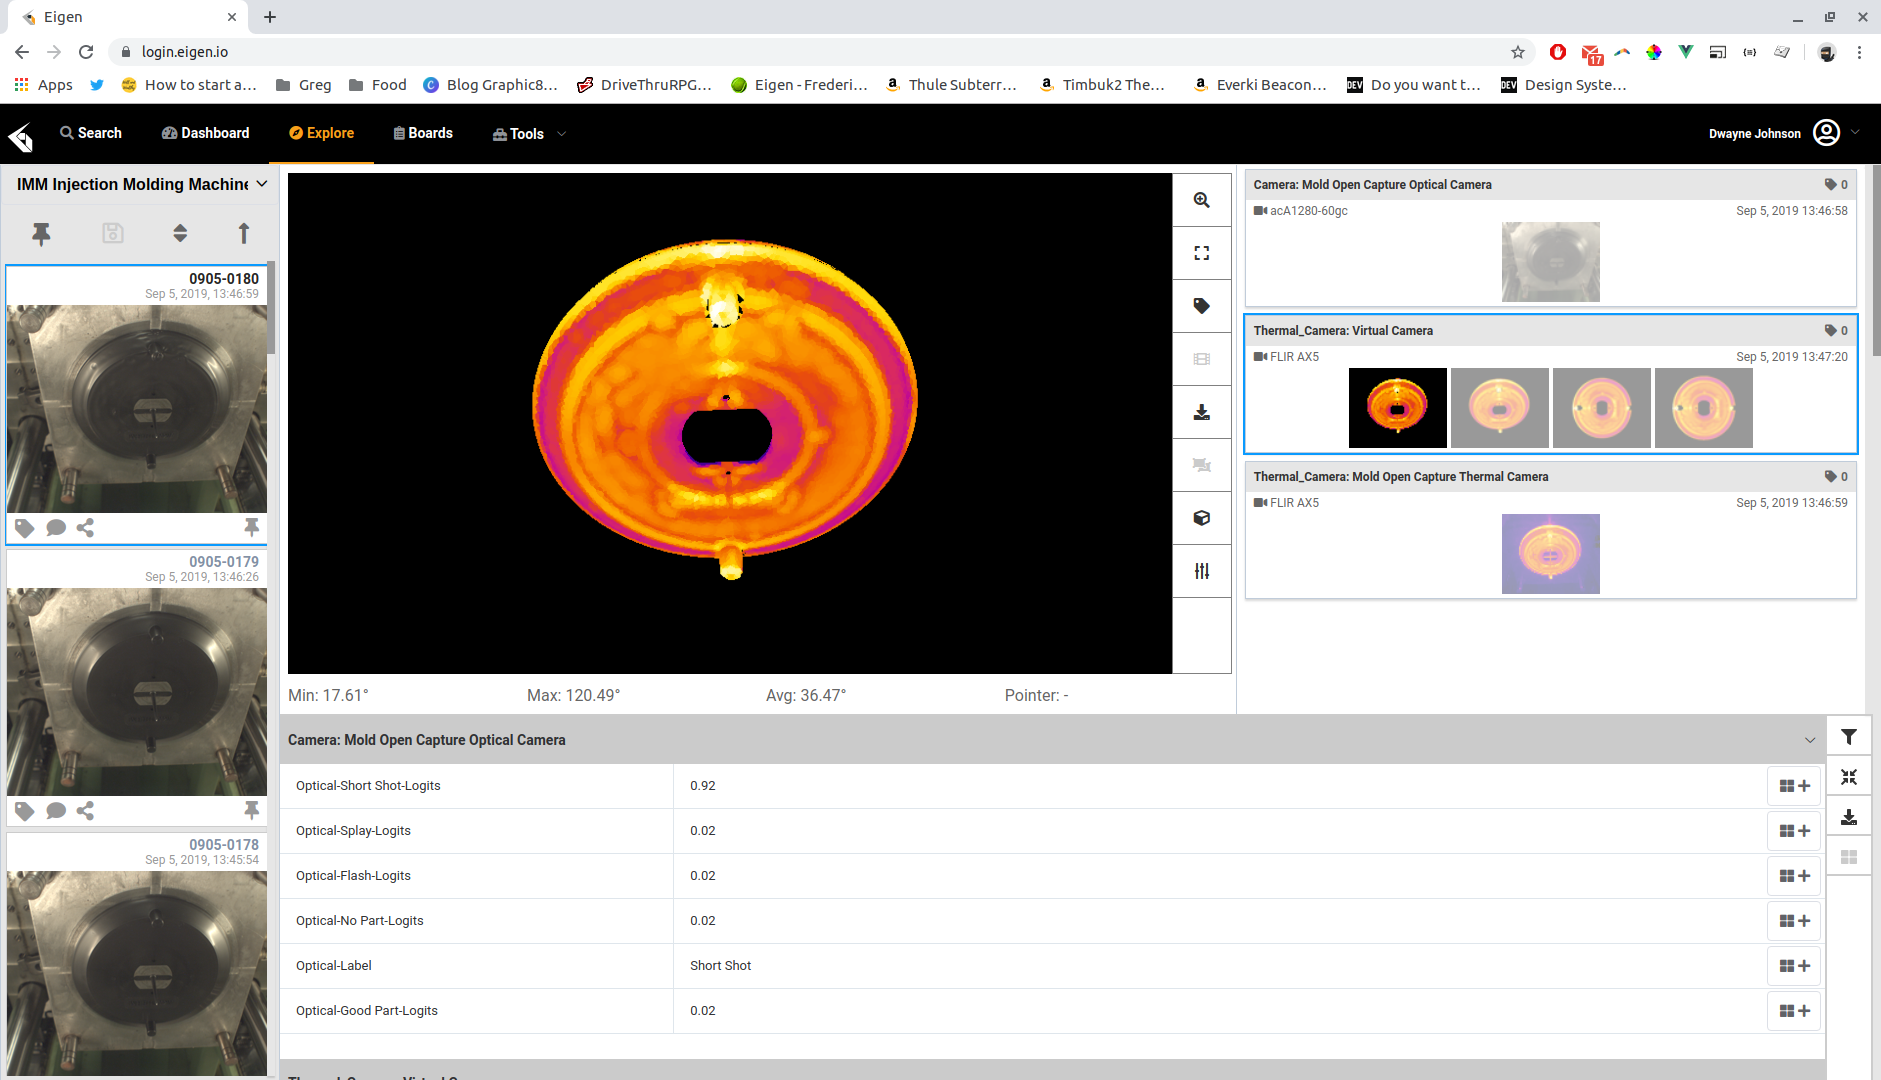 Eigen
login.eigen.io
17
Apps
How to start a...
Greg
Food
Blog Graphic8...
DriveThruRPG...
Eigen - Frederi...
Thule Subterr...
Timbuk2 The...
Everki Beacon...
DEV Do you want t...
DEV Design Syste...
Search
Dashboard
Explore
Boards
Tools
Dwayne Johnson
IMM Injection Molding Machine
0905-0180
Sep 5, 2019, 13:46:59
0905-0179
Sep 5, 2019, 13:46:26
0905-0178
Sep 5, 2019, 13:45:54
Min: 17.61°
Max: 120.49°
Avg: 36.47°
Pointer: -
Camera: Mold Open Capture Optical Camera
0
acA1280-60gc
Sep 5, 2019 13:46:58
Thermal_Camera: Virtual Camera
0
FLIR AX5
Sep 5, 2019 13:47:20
Thermal_Camera: Mold Open Capture Thermal Camera
0
FLIR AX5
Sep 5, 2019 13:46:59
Camera: Mold Open Capture Optical Camera
Optical-Short Shot-Logits 0.92
Optical-Splay-Logits 0.02
Optical-Flash-Logits 0.02
Optical-No Part-Logits 0.02
Optical-Label Short Shot
Optical-Good Part-Logits 0.02